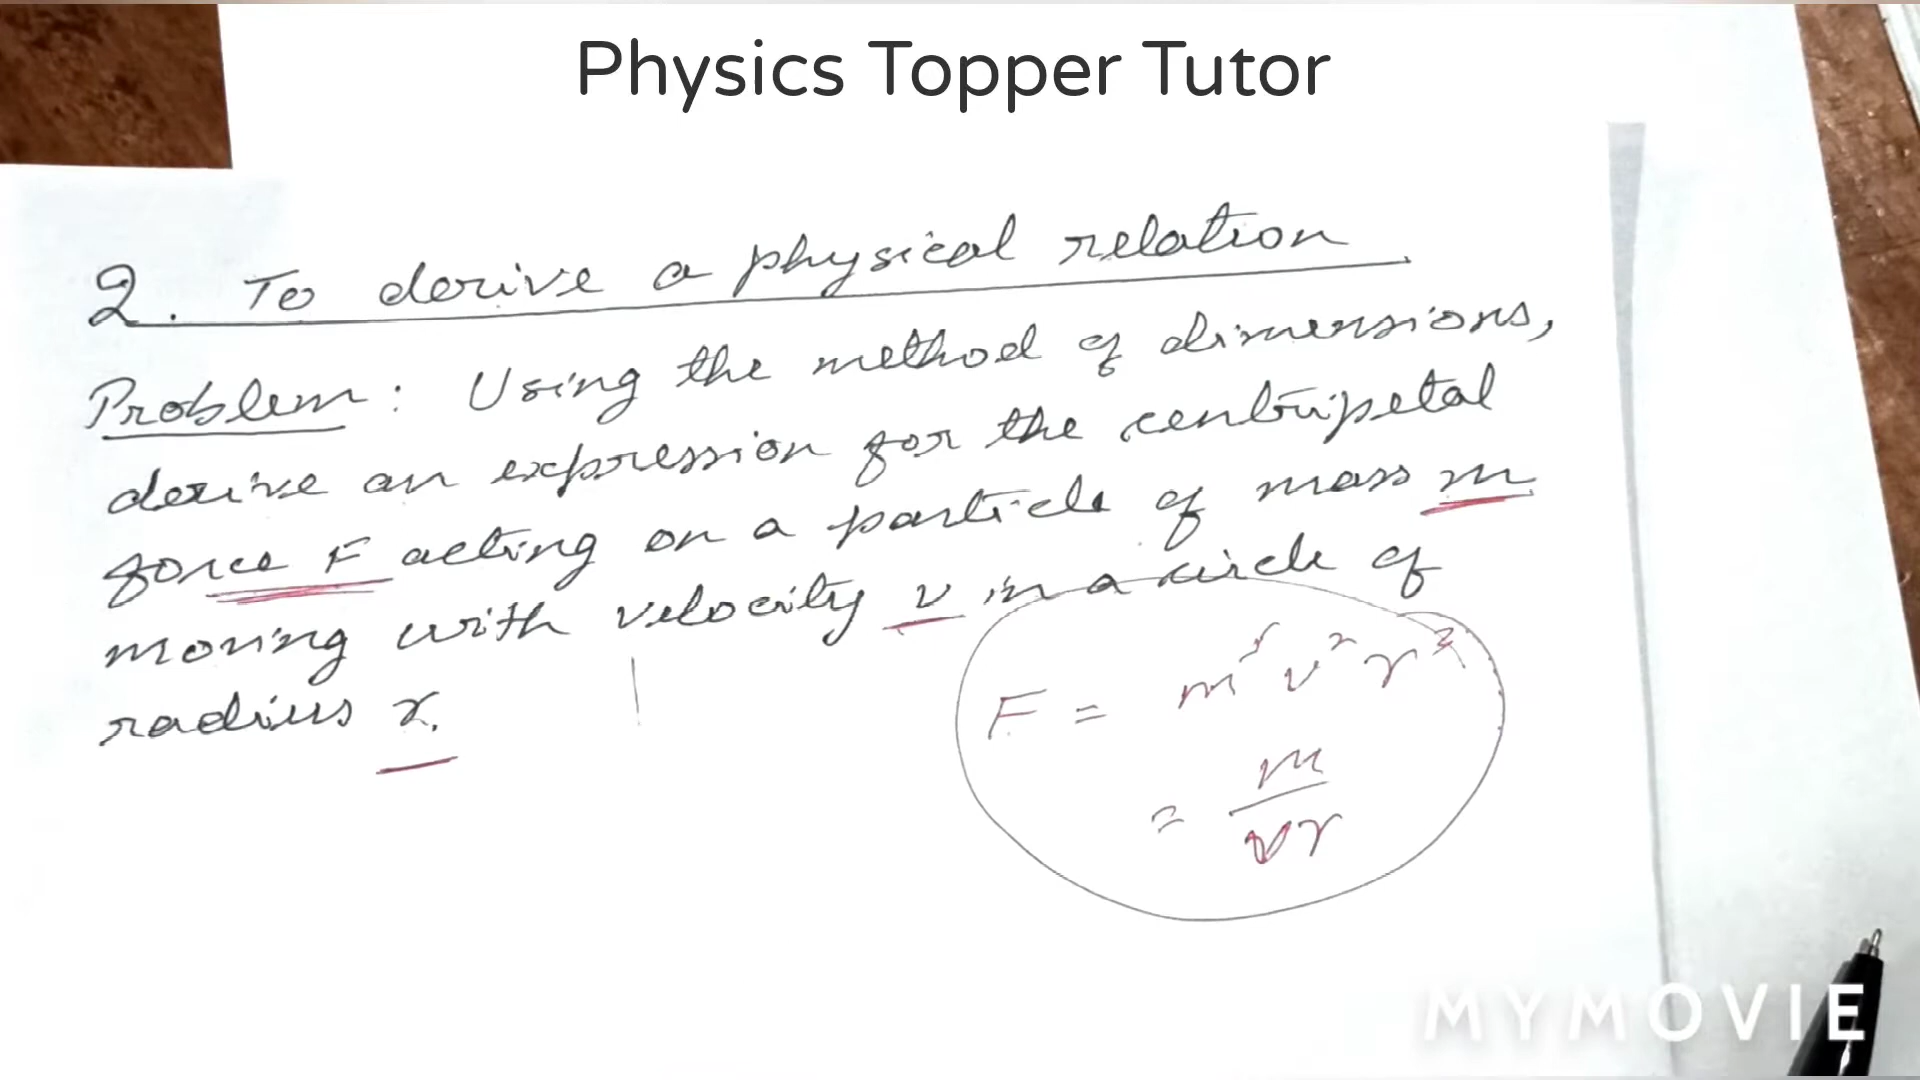 Physics Topper Tutor
2. To derive a physical relation
Problem: Using the method of dimensions,
derive an expression for the centripetal
force F acting on a particle of mass m
moving with velocity v in a circle of
radius r.
F = m v² r
= m/vr
MYMOVIE